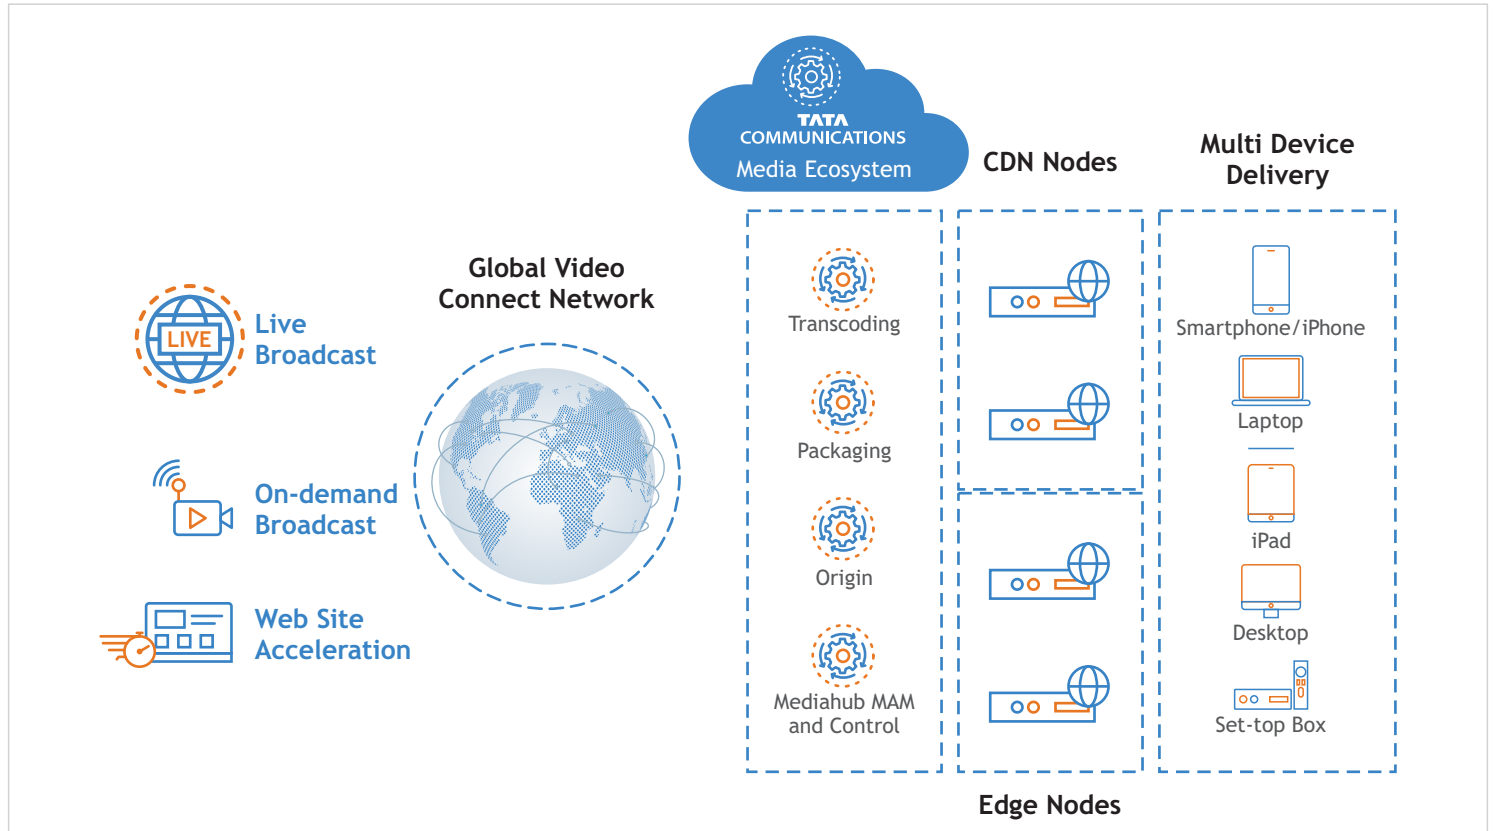 TATA
COMMUNICATIONS
Media Ecosystem
CDN Nodes
Multi Device
Delivery
Global Video
Connect Network
LIVE
Live
Broadcast
On-demand
Broadcast
Web Site
Acceleration
Transcoding
Packaging
Origin
Mediahub MAM
and Control
Smartphone/iPhone
Laptop
iPad
Desktop
Set-top Box
Edge Nodes